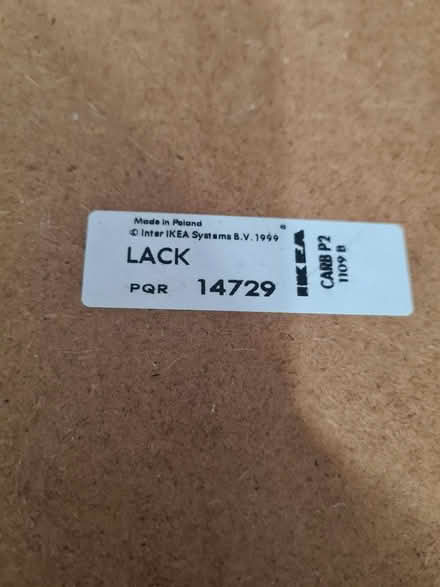 Made in Poland
© Inter IKEA Systems B.V. 1999
LACK
PQR 14729
IKEA
®
CARB P2
1109 B